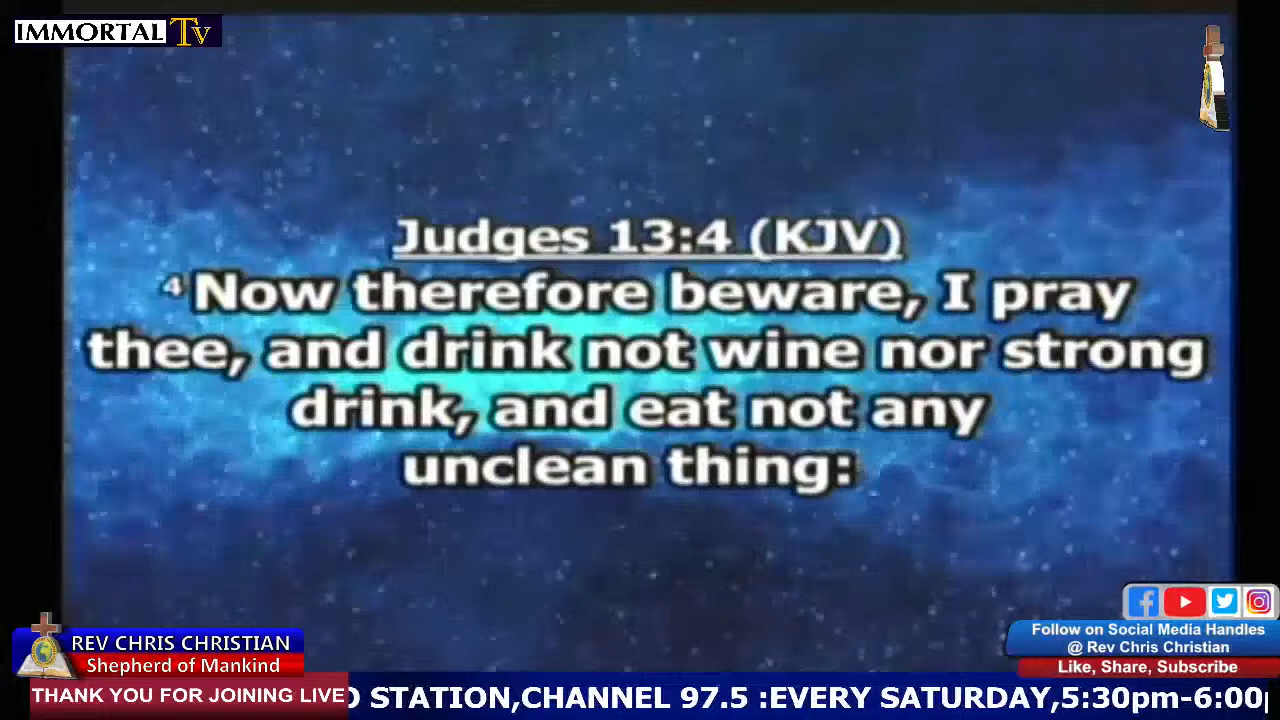 IMMORTAL Tv
Judges 13:4 (KJV)
4 Now therefore beware, I pray
thee, and drink not wine nor strong
drink, and eat not any
unclean thing:
Follow on Social Media Handles
@ Rev Chris Christian
Like, Share, Subscribe
REV CHRIS CHRISTIAN
Shepherd of Mankind
THANK YOU FOR JOINING LIVE
STATION,CHANNEL 97.5 :EVERY SATURDAY,5:30pm-6:00